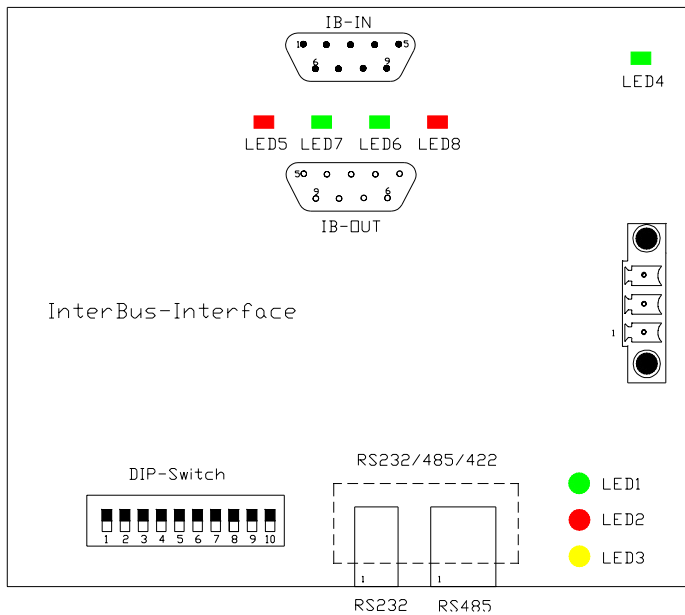 IB-IN
1 5
6 9
LED4
LED5 LED7 LED6 LED8
5
9 6
IB-OUT
InterBus-Interface
1
DIP-Switch
1 2 3 4 5 6 7 8 9 10
RS232/485/422
LED1
LED2
LED3
1 1
RS232 RS485